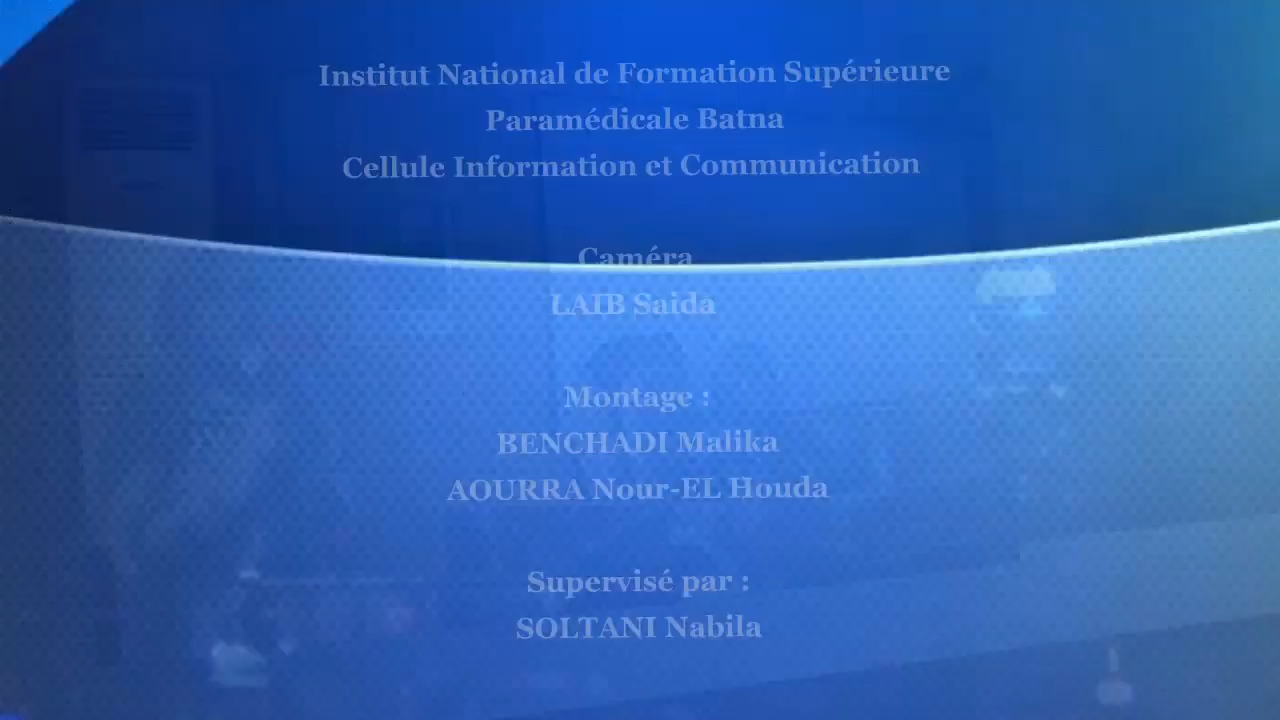 Institut National de Formation Supérieure
Paramédicale Batna
Cellule Information et Communication
Caméra
LAIB Saida
Montage :
BENCHADI Malika
AOURRA Nour-EL Houda
Supervisé par :
SOLTANI Nabila